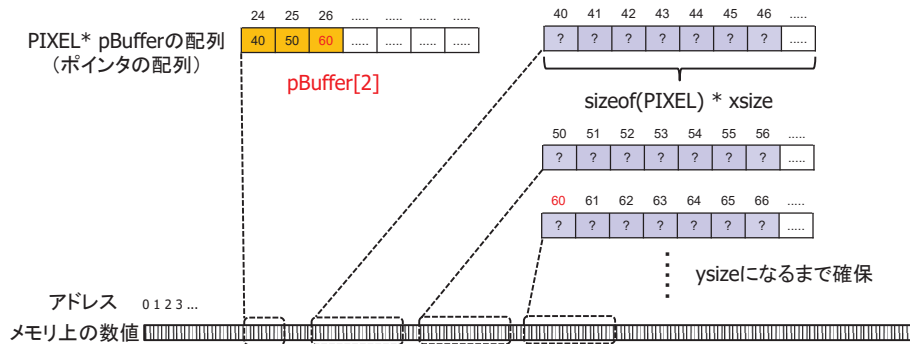 24 25 26 ..... ..... ..... .....
PIXEL* pBufferの配列
(ポインタの配列)
40 50 60 ..... ..... ..... .....
pBuffer[2]
40 41 42 43 44 45 46 .....
? ? ? ? ? ? ? .....
sizeof(PIXEL) * xsize
50 51 52 53 54 55 56 .....
? ? ? ? ? ? ? .....
60 61 62 63 64 65 66 .....
? ? ? ? ? ? ? .....
ysizeになるまで確保
アドレス 0 1 2 3 ...
メモリ上の数値